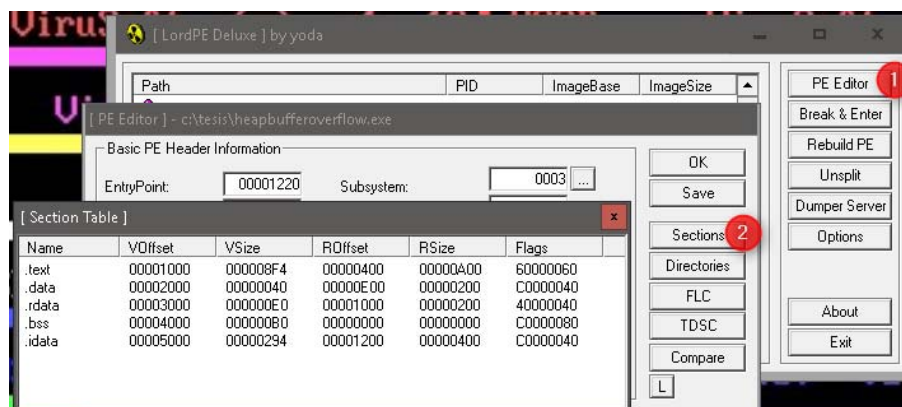 Virus
[ LordPE Deluxe ] by yoda
Path PID ImageBase ImageSize
PE Editor 1
Break & Enter
Rebuild PE
Unsplit
Dumper Server
Options
About
Exit
[ PE Editor ] - c:\tesis\heapbufferoverflow.exe
Basic PE Header Information
EntryPoint: 00001220 Subsystem: 0003 ...
OK
Save
Sections 2
Directories
FLC
TDSC
Compare
L
[ Section Table ]
Name VOffset VSize ROffset RSize Flags
.text 00001000 000008F4 00000400 00000A00 60000060
.data 00002000 00000040 00000E00 00000200 C0000040
.rdata 00003000 000000E0 00001000 00000200 40000040
.bss 00004000 000000B0 00000000 00000000 C0000080
.idata 00005000 00000294 00001200 00000400 C0000040